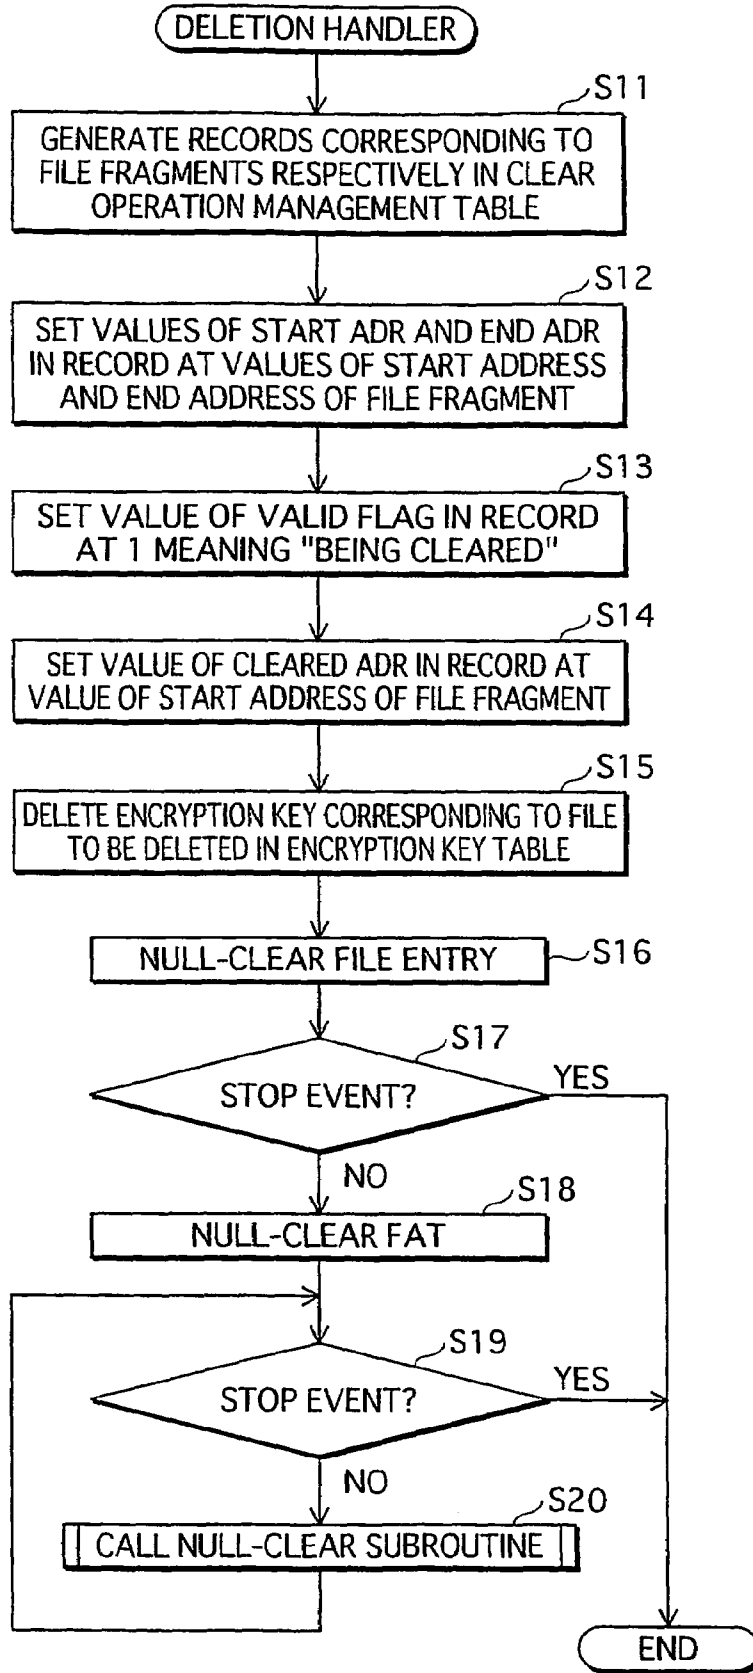 DELETION HANDLER
S11
GENERATE RECORDS CORRESPONDING TO
FILE FRAGMENTS RESPECTIVELY IN CLEAR
OPERATION MANAGEMENT TABLE
S12
SET VALUES OF START ADR AND END ADR
IN RECORD AT VALUES OF START ADDRESS
AND END ADDRESS OF FILE FRAGMENT
S13
SET VALUE OF VALID FLAG IN RECORD
AT 1 MEANING "BEING CLEARED"
S14
SET VALUE OF CLEARED ADR IN RECORD AT
VALUE OF START ADDRESS OF FILE FRAGMENT
S15
DELETE ENCRYPTION KEY CORRESPONDING TO FILE
TO BE DELETED IN ENCRYPTION KEY TABLE
NULL-CLEAR FILE ENTRY
S16
S17
STOP EVENT?
YES
NO
S18
NULL-CLEAR FAT
S19
STOP EVENT?
YES
NO
S20
CALL NULL-CLEAR SUBROUTINE
END